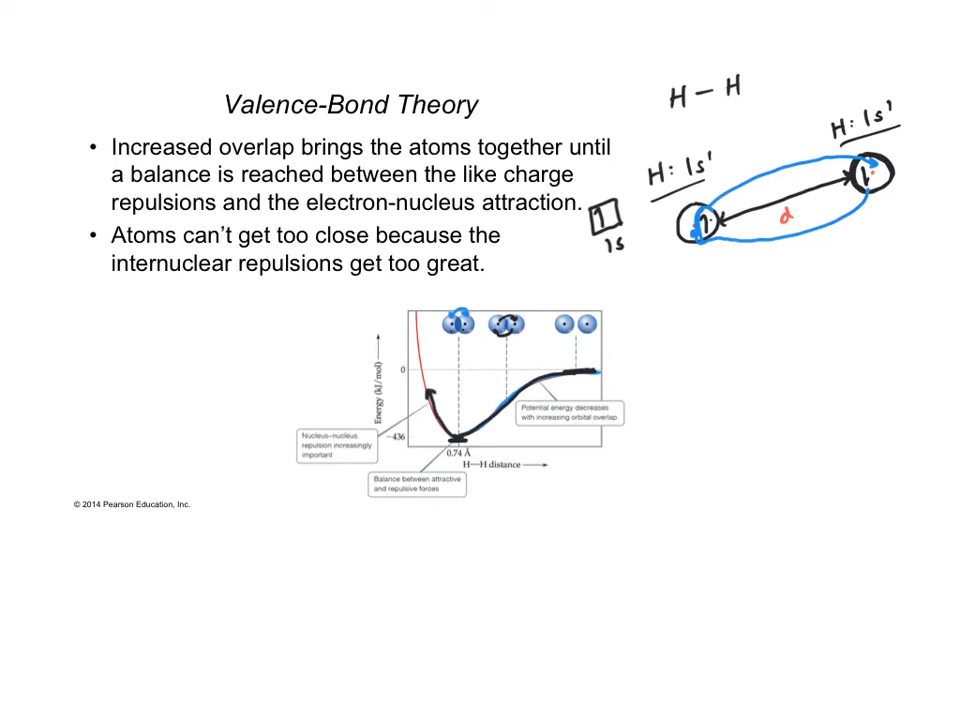 H – H
Valence-Bond Theory
H: 1s¹
H: 1s¹
• Increased overlap brings the atoms together until
a balance is reached between the like charge
repulsions and the electron-nucleus attraction.
d
1
1s
• Atoms can’t get too close because the
internuclear repulsions get too great.
Energy (kJ/mol)
0
Potential energy decreases
with increasing orbital overlap.
Nucleus–nucleus
repulsion increasingly
important
−436
0.74 Å
H—H distance
Balance between attractive
and repulsive forces
© 2014 Pearson Education, Inc.